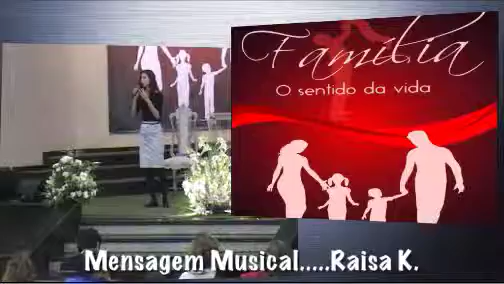 Família
O sentido da vida
Mensagem Musical.....Raisa K.